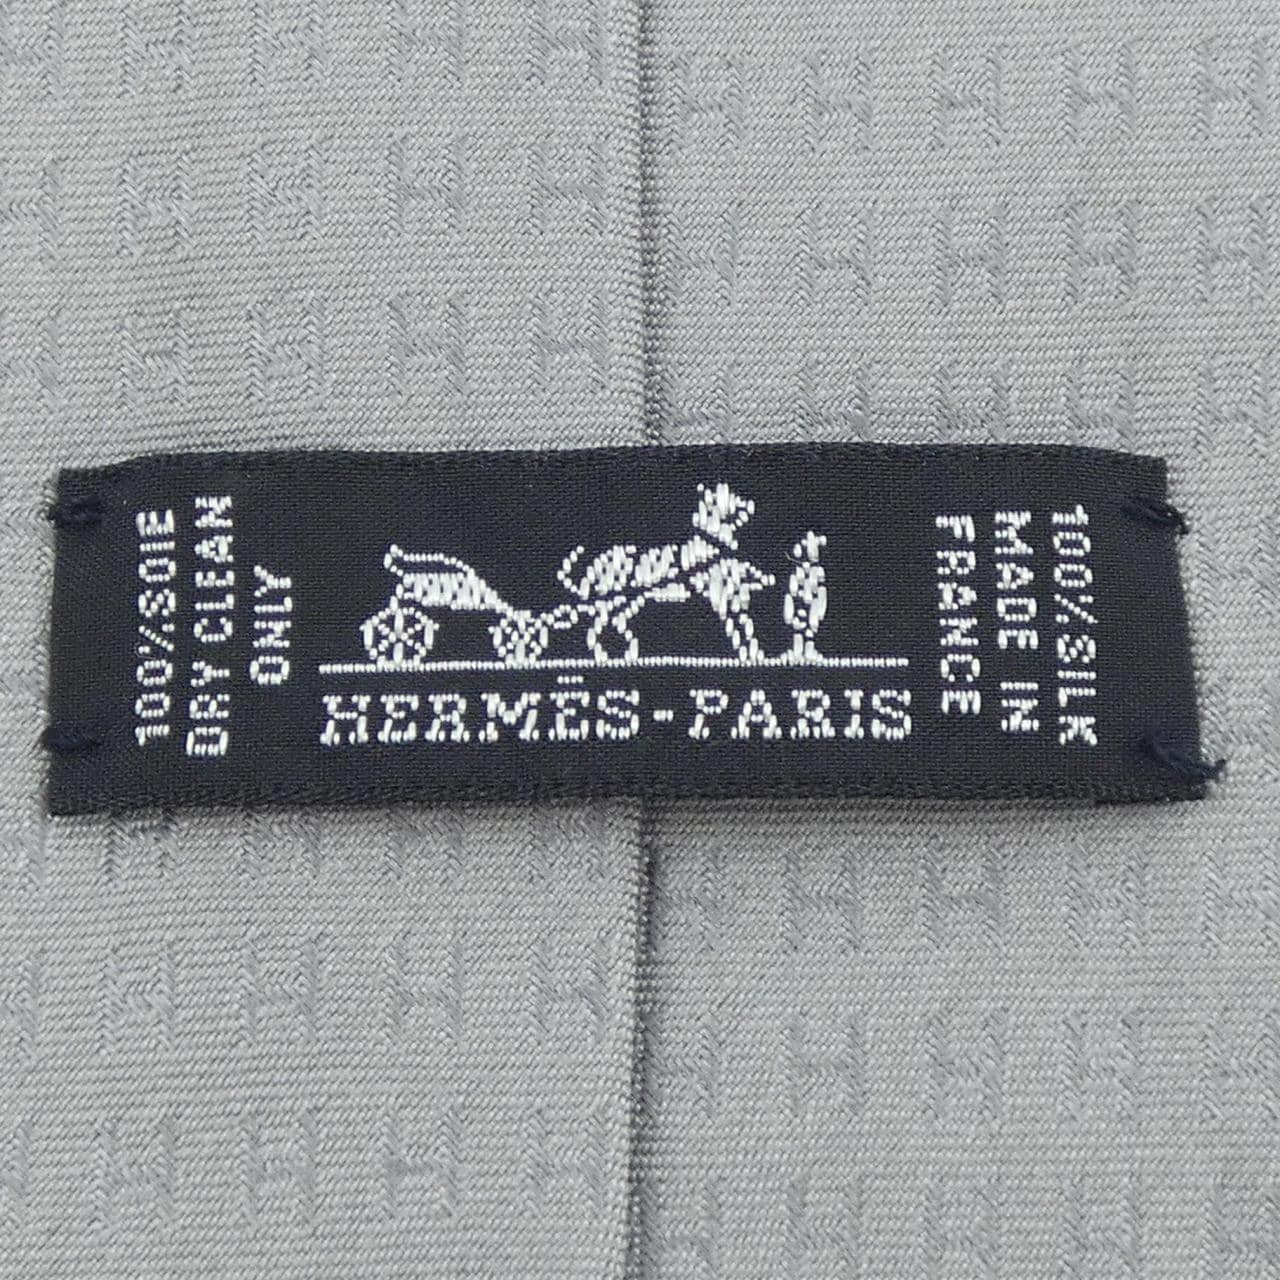 100%SOIE
DRY CLEAN
ONLY
HERMÈS-PARIS
100% SILK
MADE IN
FRANCE